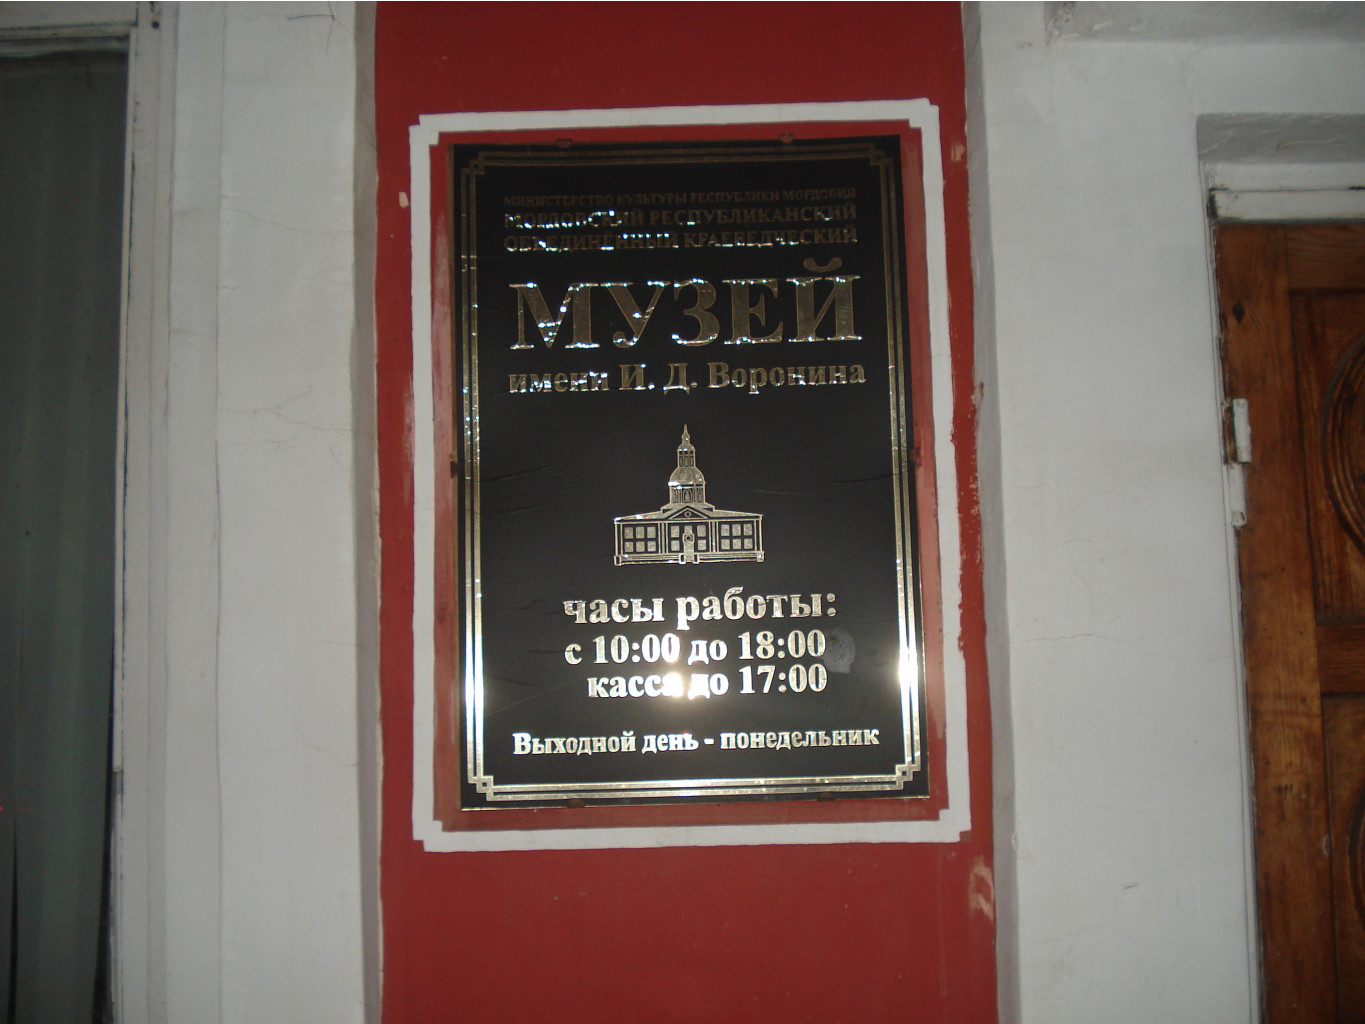 МИНИСТЕРСТВО КУЛЬТУРЫ РЕСПУБЛИКИ МОРДОВИЯ
МОРДОВСКИЙ РЕСПУБЛИКАНСКИЙ
ОБЪЕДИНЕННЫЙ КРАЕВЕДЧЕСКИЙ
МУЗЕЙ
имени И. Д. Воронина
часы работы:
с 10:00 до 18:00
касса до 17:00
Выходной день - понедельник